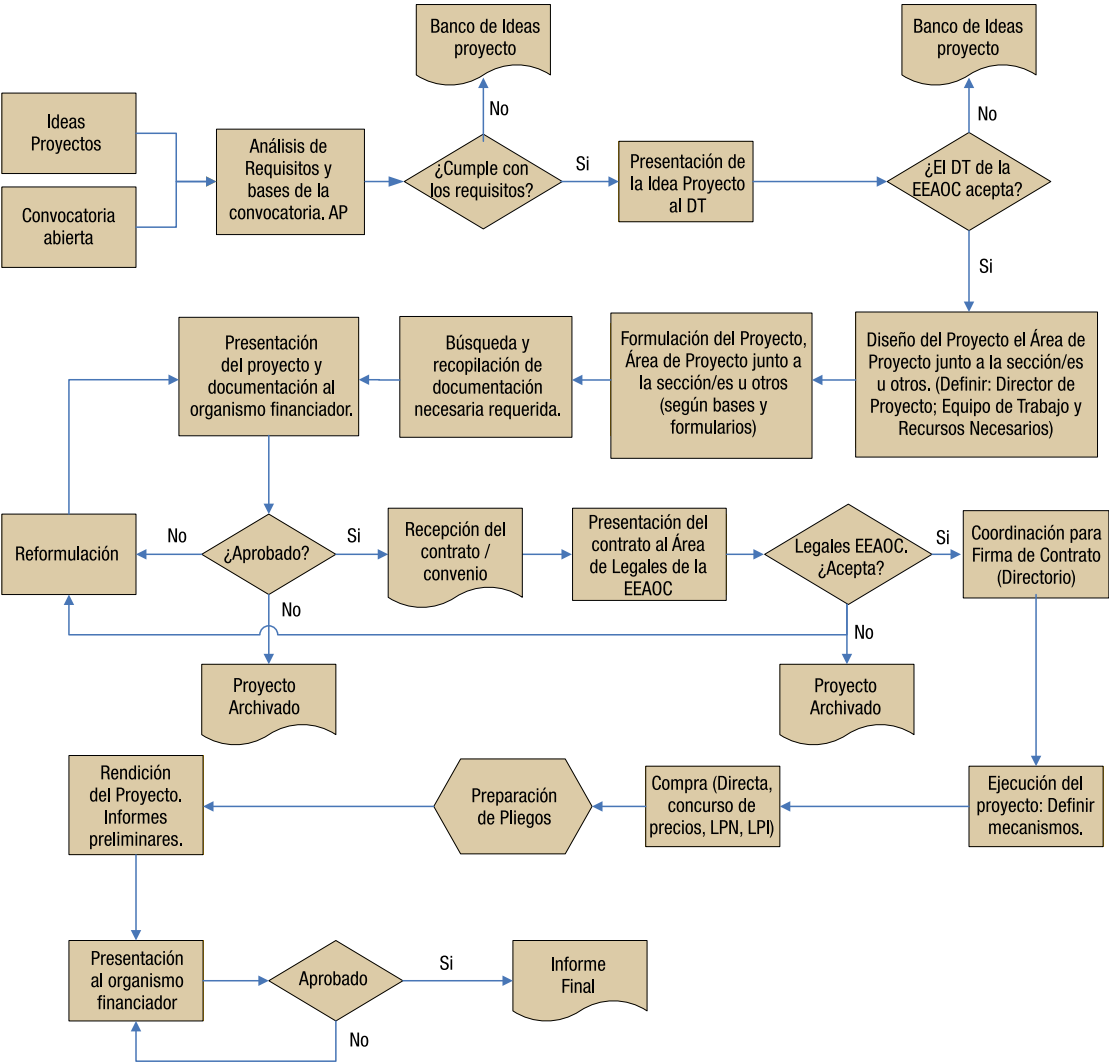 Banco de Ideas
proyecto
Banco de Ideas
proyecto
No
No
Ideas
Proyectos
Convocatoria
abierta
Análisis de
Requisitos y
bases de la
convocatoria. AP
¿Cumple con
los requisitos?
Si
Presentación de
la Idea Proyecto
al DT
¿El DT de la
EEAOC acepta?
Si
Presentación
del proyecto y
documentación al
organismo financiador.
Búsqueda y
recopilación de
documentación
necesaria requerida.
Formulación del Proyecto,
Área de Proyecto junto a
la sección/es u otros
(según bases y
formularios)
Diseño del Proyecto el Área de
Proyecto junto a la sección/es
u otros. (Definir: Director de
Proyecto; Equipo de Trabajo y
Recursos Necesarios)
Reformulación
No
¿Aprobado?
Si
Recepción del
contrato /
convenio
Presentación del
contrato al Área
de Legales de la
EEAOC
Legales EEAOC.
¿Acepta?
Si
Coordinación para
Firma de Contrato
(Directorio)
No
No
Proyecto
Archivado
Proyecto
Archivado
Rendición
del Proyecto.
Informes
preliminares.
Preparación
de Pliegos
Compra (Directa,
concurso de
precios, LPN, LPI)
Ejecución del
proyecto: Definir
mecanismos.
Presentación
al organismo
financiador
Aprobado
Si
Informe
Final
No